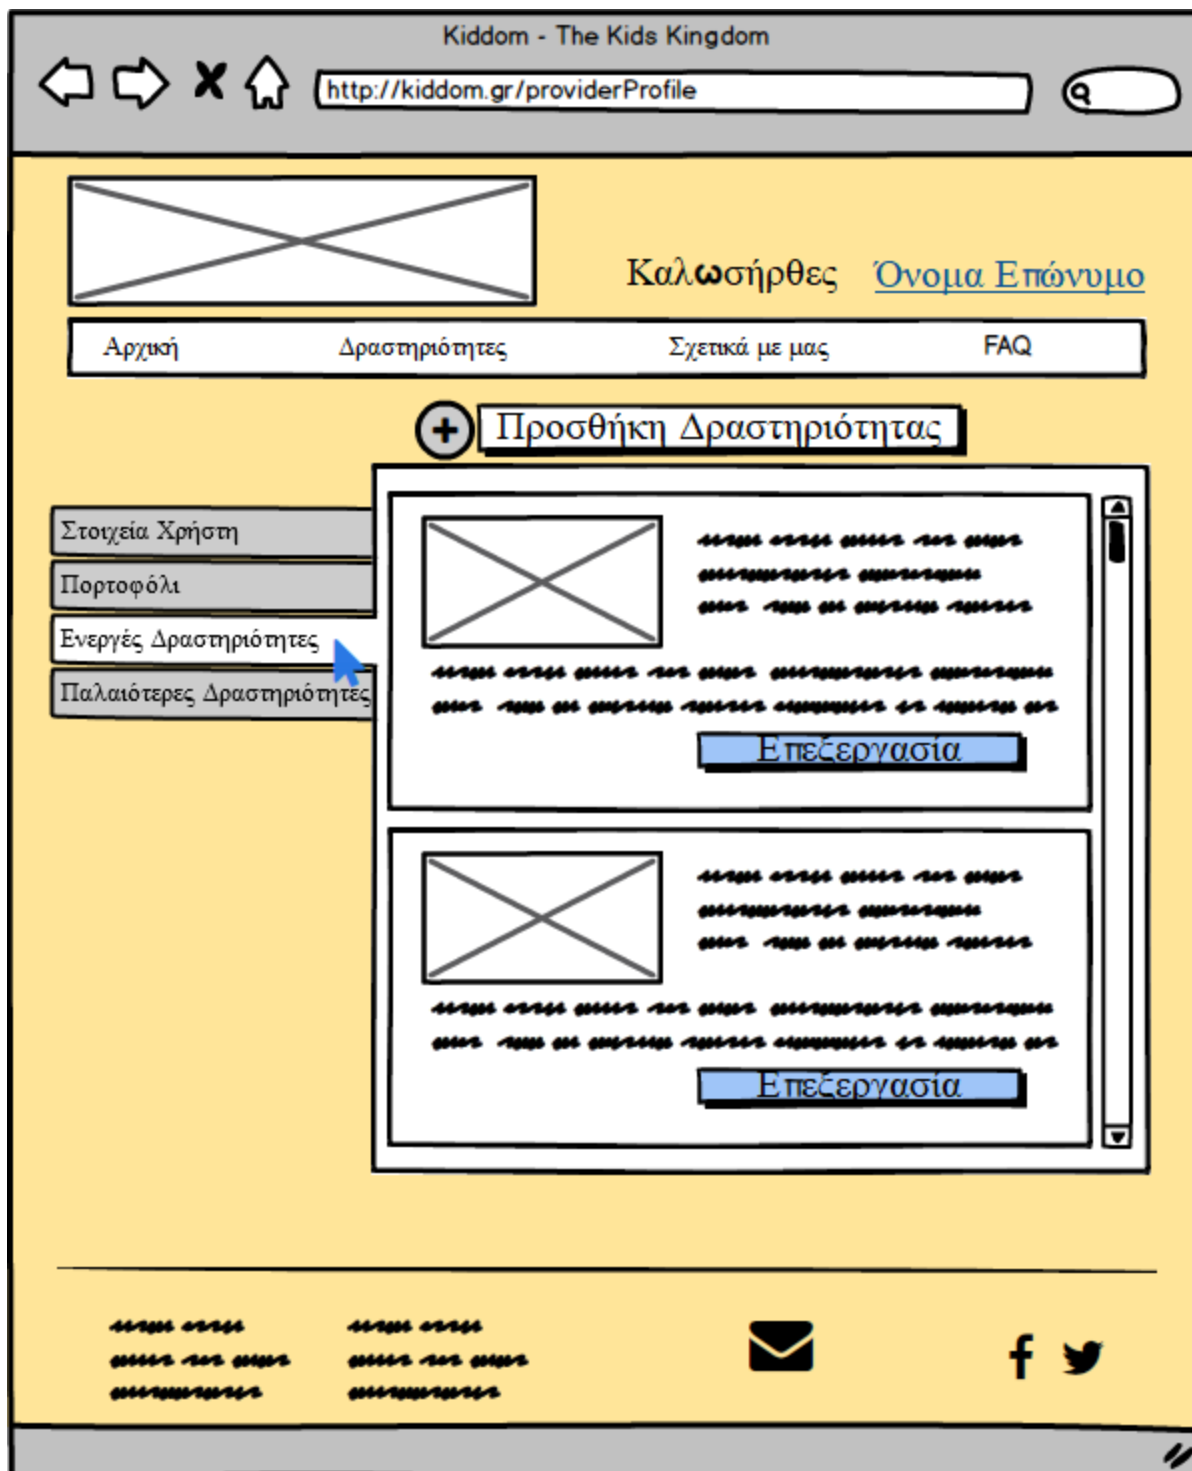 Kiddom - The Kids Kingdom
http://kiddom.gr/providerProfile
Καλωσήρθες Όνομα Επώνυμο
Αρχική Δραστηριότητες Σχετικά με μας FAQ
+ Προσθήκη Δραστηριότητας
Στοιχεία Χρήστη
Πορτοφόλι
Ενεργές Δραστηριότητες
Παλαιότερες Δραστηριότητες
Επεξεργασία
Επεξεργασία